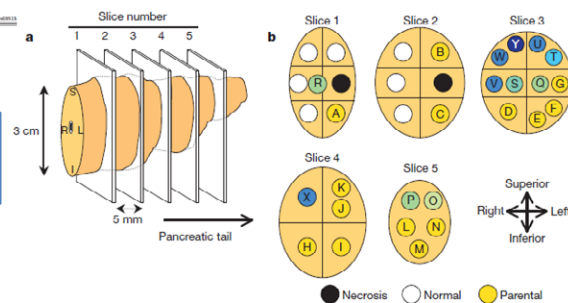 a
Slice number
1 2 3 4 5
S
R L
I
3 cm
5 mm
Pancreatic tail
b
Slice 1
R
A
Slice 2
B
C
Slice 3
Y U
W T
V S Q G
D E F
Slice 4
X K
J
H I
Slice 5
P O
L N
M
Superior
Right Left
Inferior
Necrosis Normal Parental